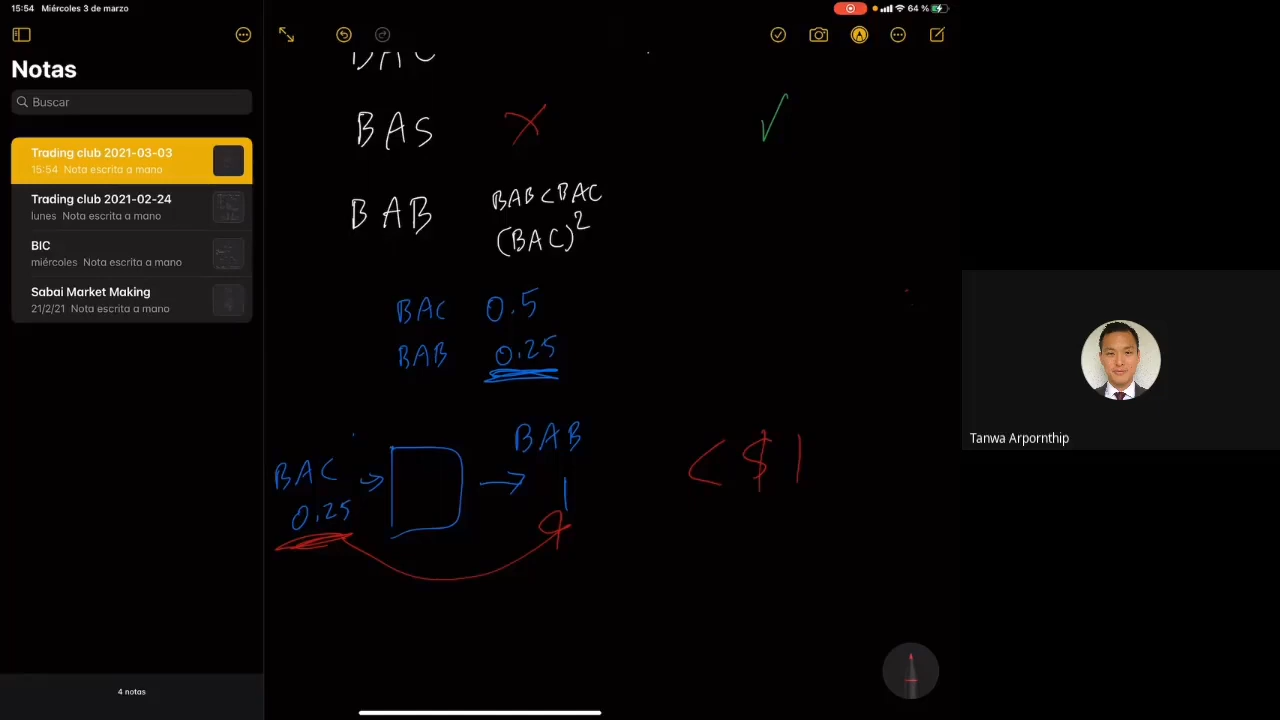 15:54 Miércoles 3 de marzo
64 %
Notas
Buscar
Trading club 2021-03-03
15:54 Nota escrita a mano
Trading club 2021-02-24
lunes Nota escrita a mano
BIC
miércoles Nota escrita a mano
Sabai Market Making
21/2/21 Nota escrita a mano
4 notas
BAS
BAB
BAB < BAC
(BAC)²
BAC 0.5
BAB 0.25
BAC
0.25
BAB
1
< $ 1
Tanwa Arpornthip